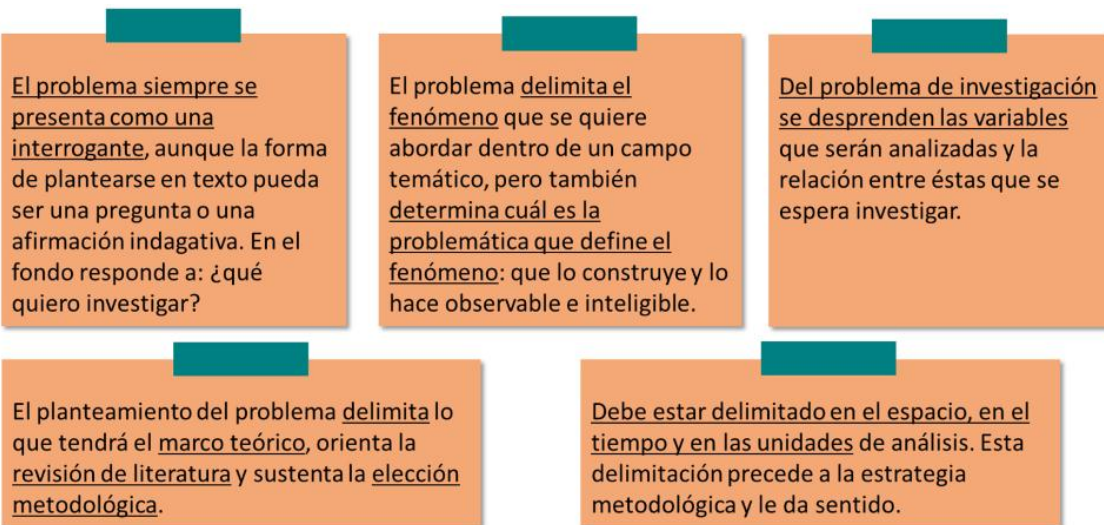 El problema siempre se
presenta como una
interrogante, aunque la forma
de plantearse en texto pueda
ser una pregunta o una
afirmación indagativa. En el
fondo responde a: ¿qué
quiero investigar?
El problema delimita el
fenómeno que se quiere
abordar dentro de un campo
temático, pero también
determina cuál es la
problemática que define el
fenómeno: que lo construye y lo
hace observable e inteligible.
Del problema de investigación
se desprenden las variables
que serán analizadas y la
relación entre éstas que se
espera investigar.
El planteamiento del problema delimita lo
que tendrá el marco teórico, orienta la
revisión de literatura y sustenta la elección
metodológica.
Debe estar delimitado en el espacio, en el
tiempo y en las unidades de análisis. Esta
delimitación precede a la estrategia
metodológica y le da sentido.